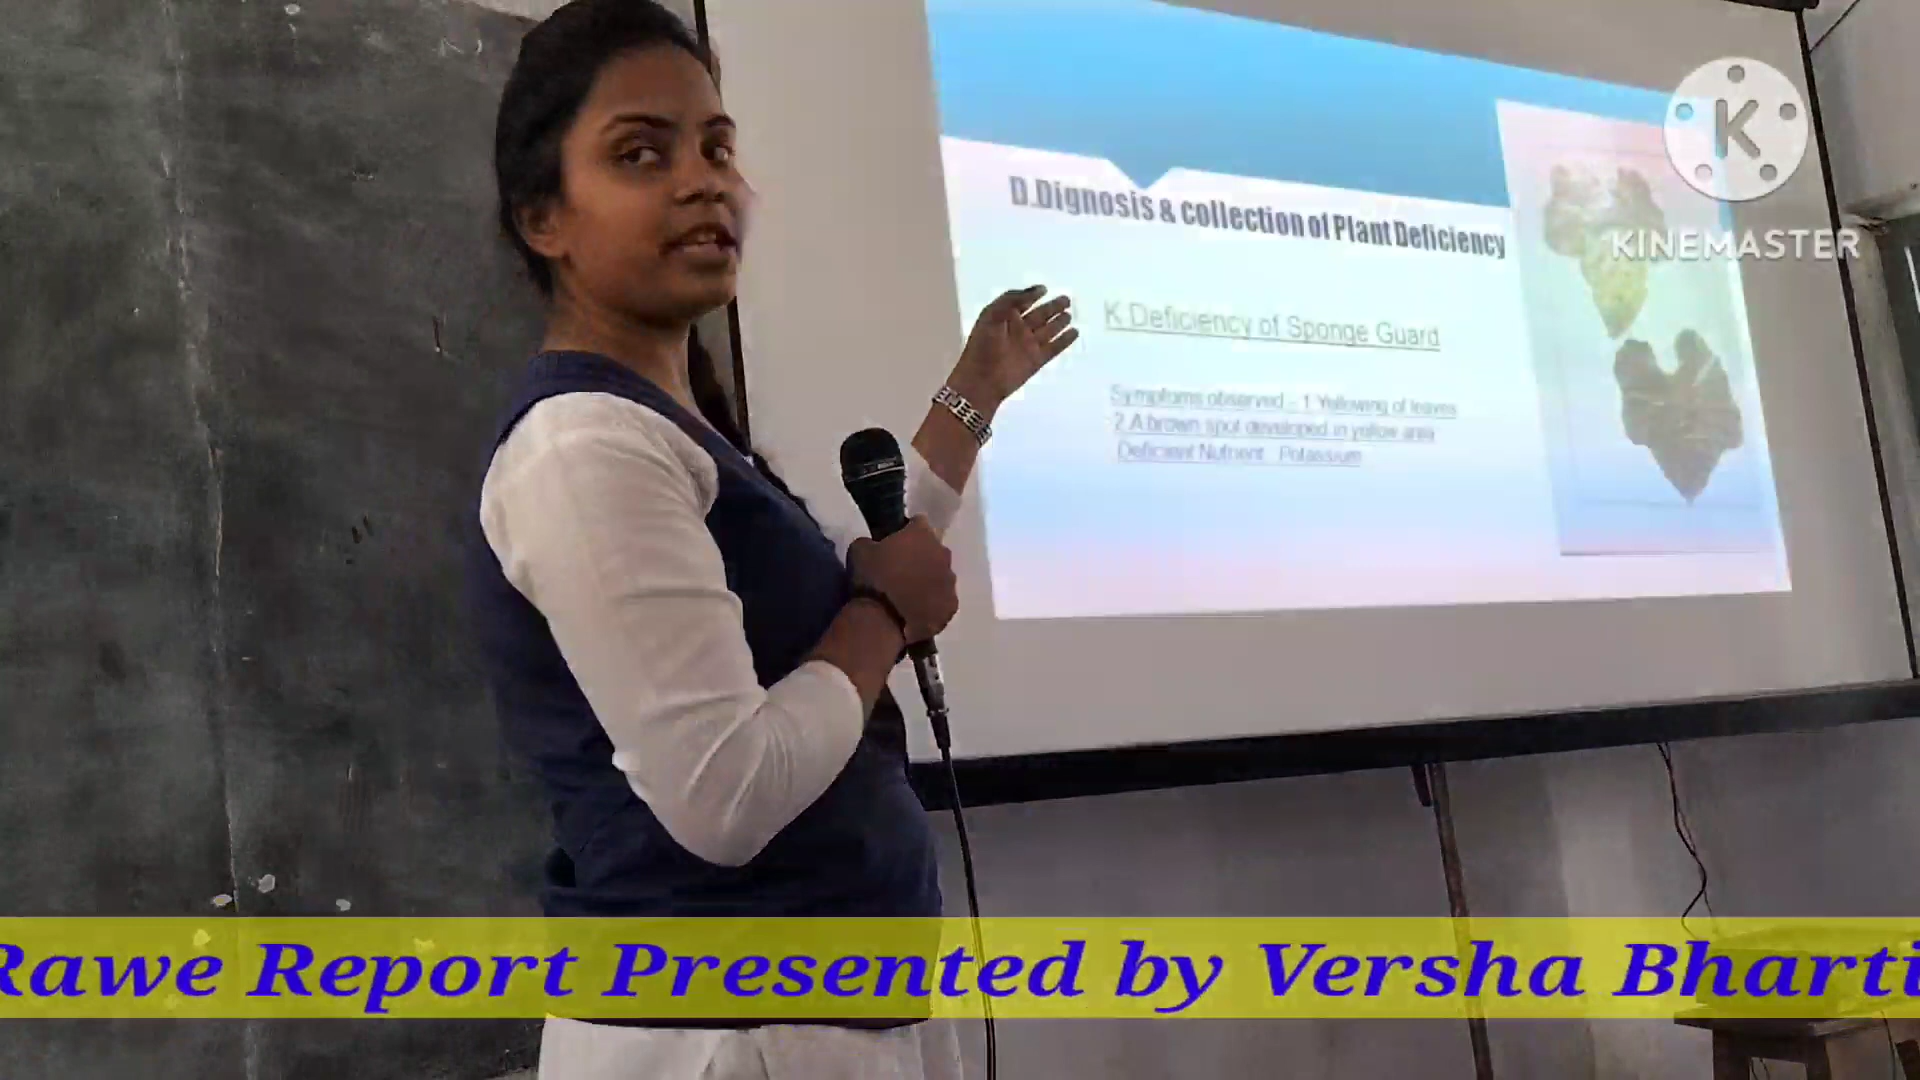 D.Dignosis & collection of Plant Deficiency
K Deficiency of Sponge Guard
Symptoms observed - 1 Yellowing of leaves
2 A brown spot developed in yellow area
Deficient Nutrient Potassium
K
KINEMASTER
Rawe Report Presented by Versha Bharti